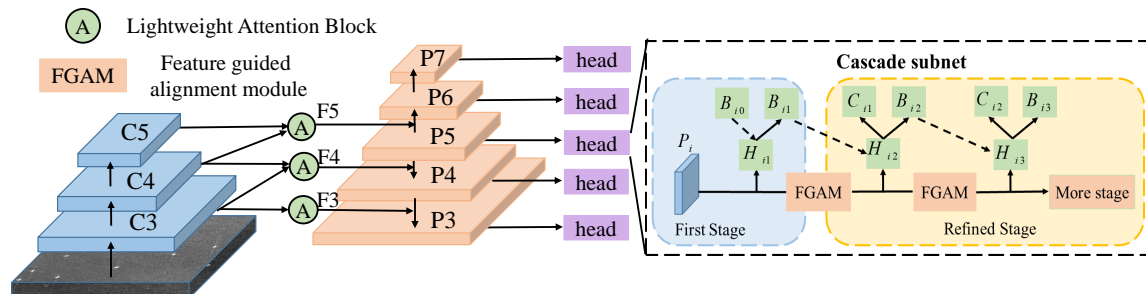 A
Lightweight Attention Block
FGAM
Feature guided
alignment module
C5
C4
C3
A
F5
A
F4
A
F3
P7
P6
P5
P4
P3
head
head
head
head
head
Cascade subnet
B i0
B i1
C i1
B i2
C i2
B i3
P i
H i1
H i2
H i3
FGAM
FGAM
More stage
First Stage
Refined Stage